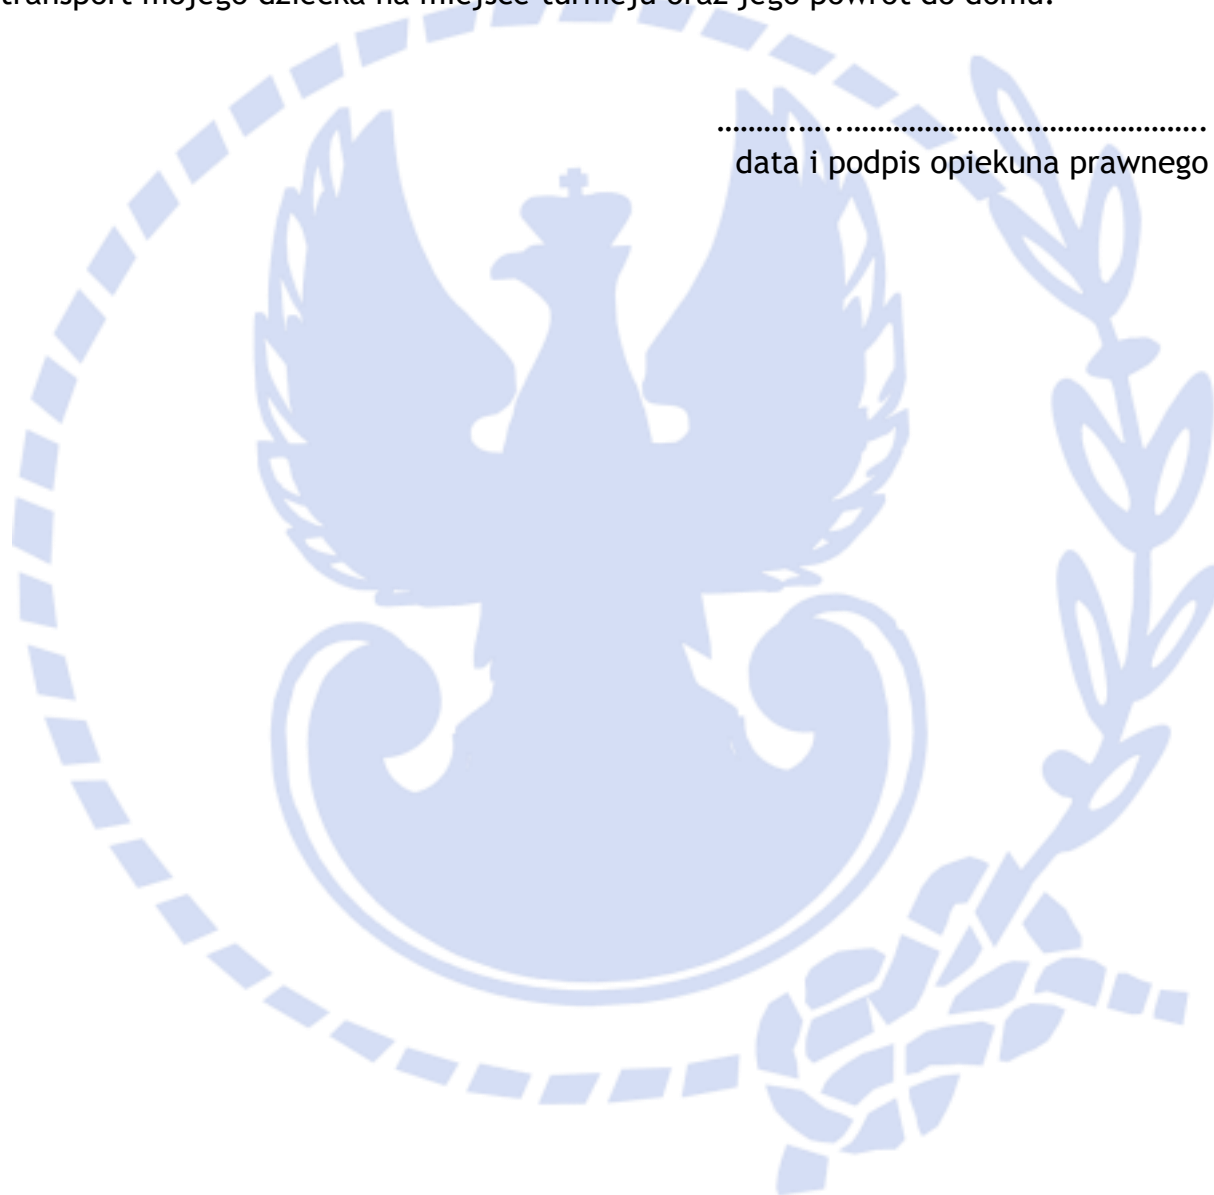 transport mojego dziecka na miejsce turnieju oraz jego powrót do domu.
………….…..……………………………………….
data i podpis opiekuna prawnego